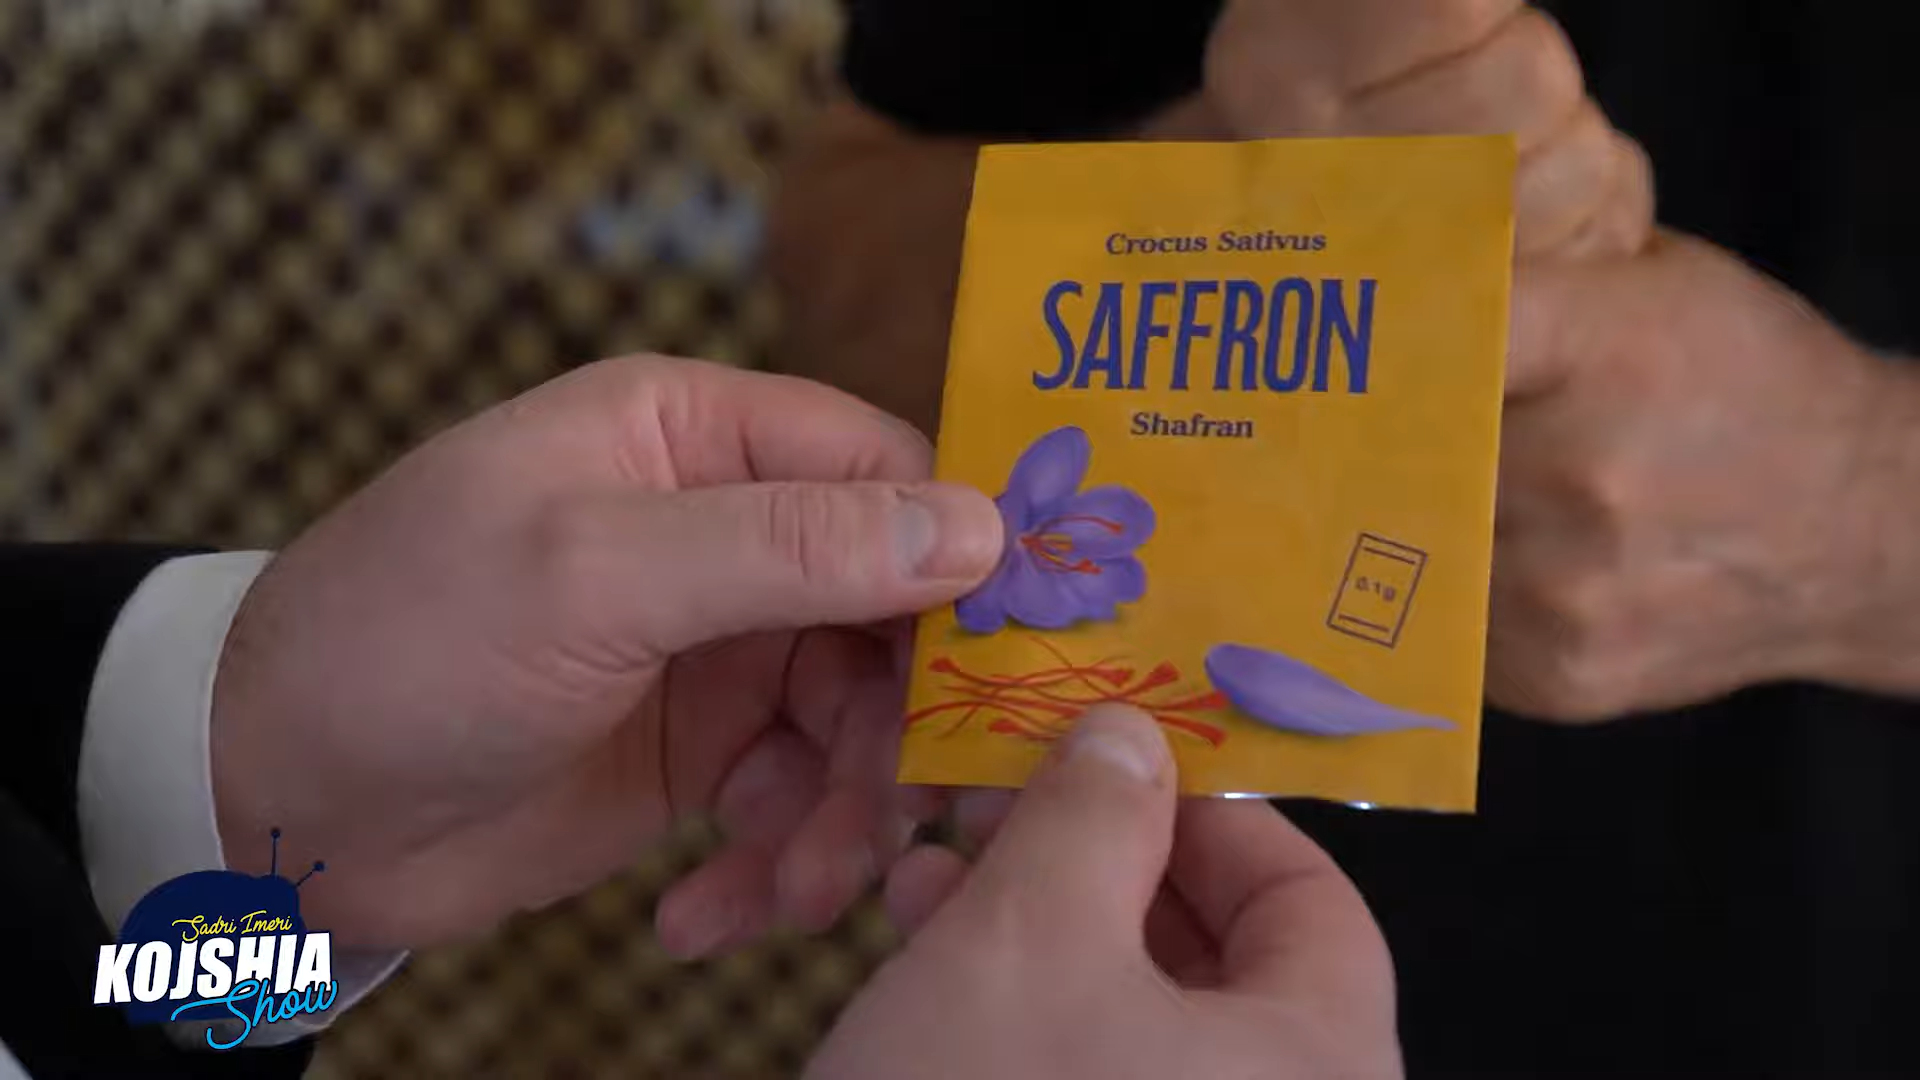 Crocus Sativus
SAFFRON
Shafran
0.1g
Sadri Imeri
KOJSHIA
Show